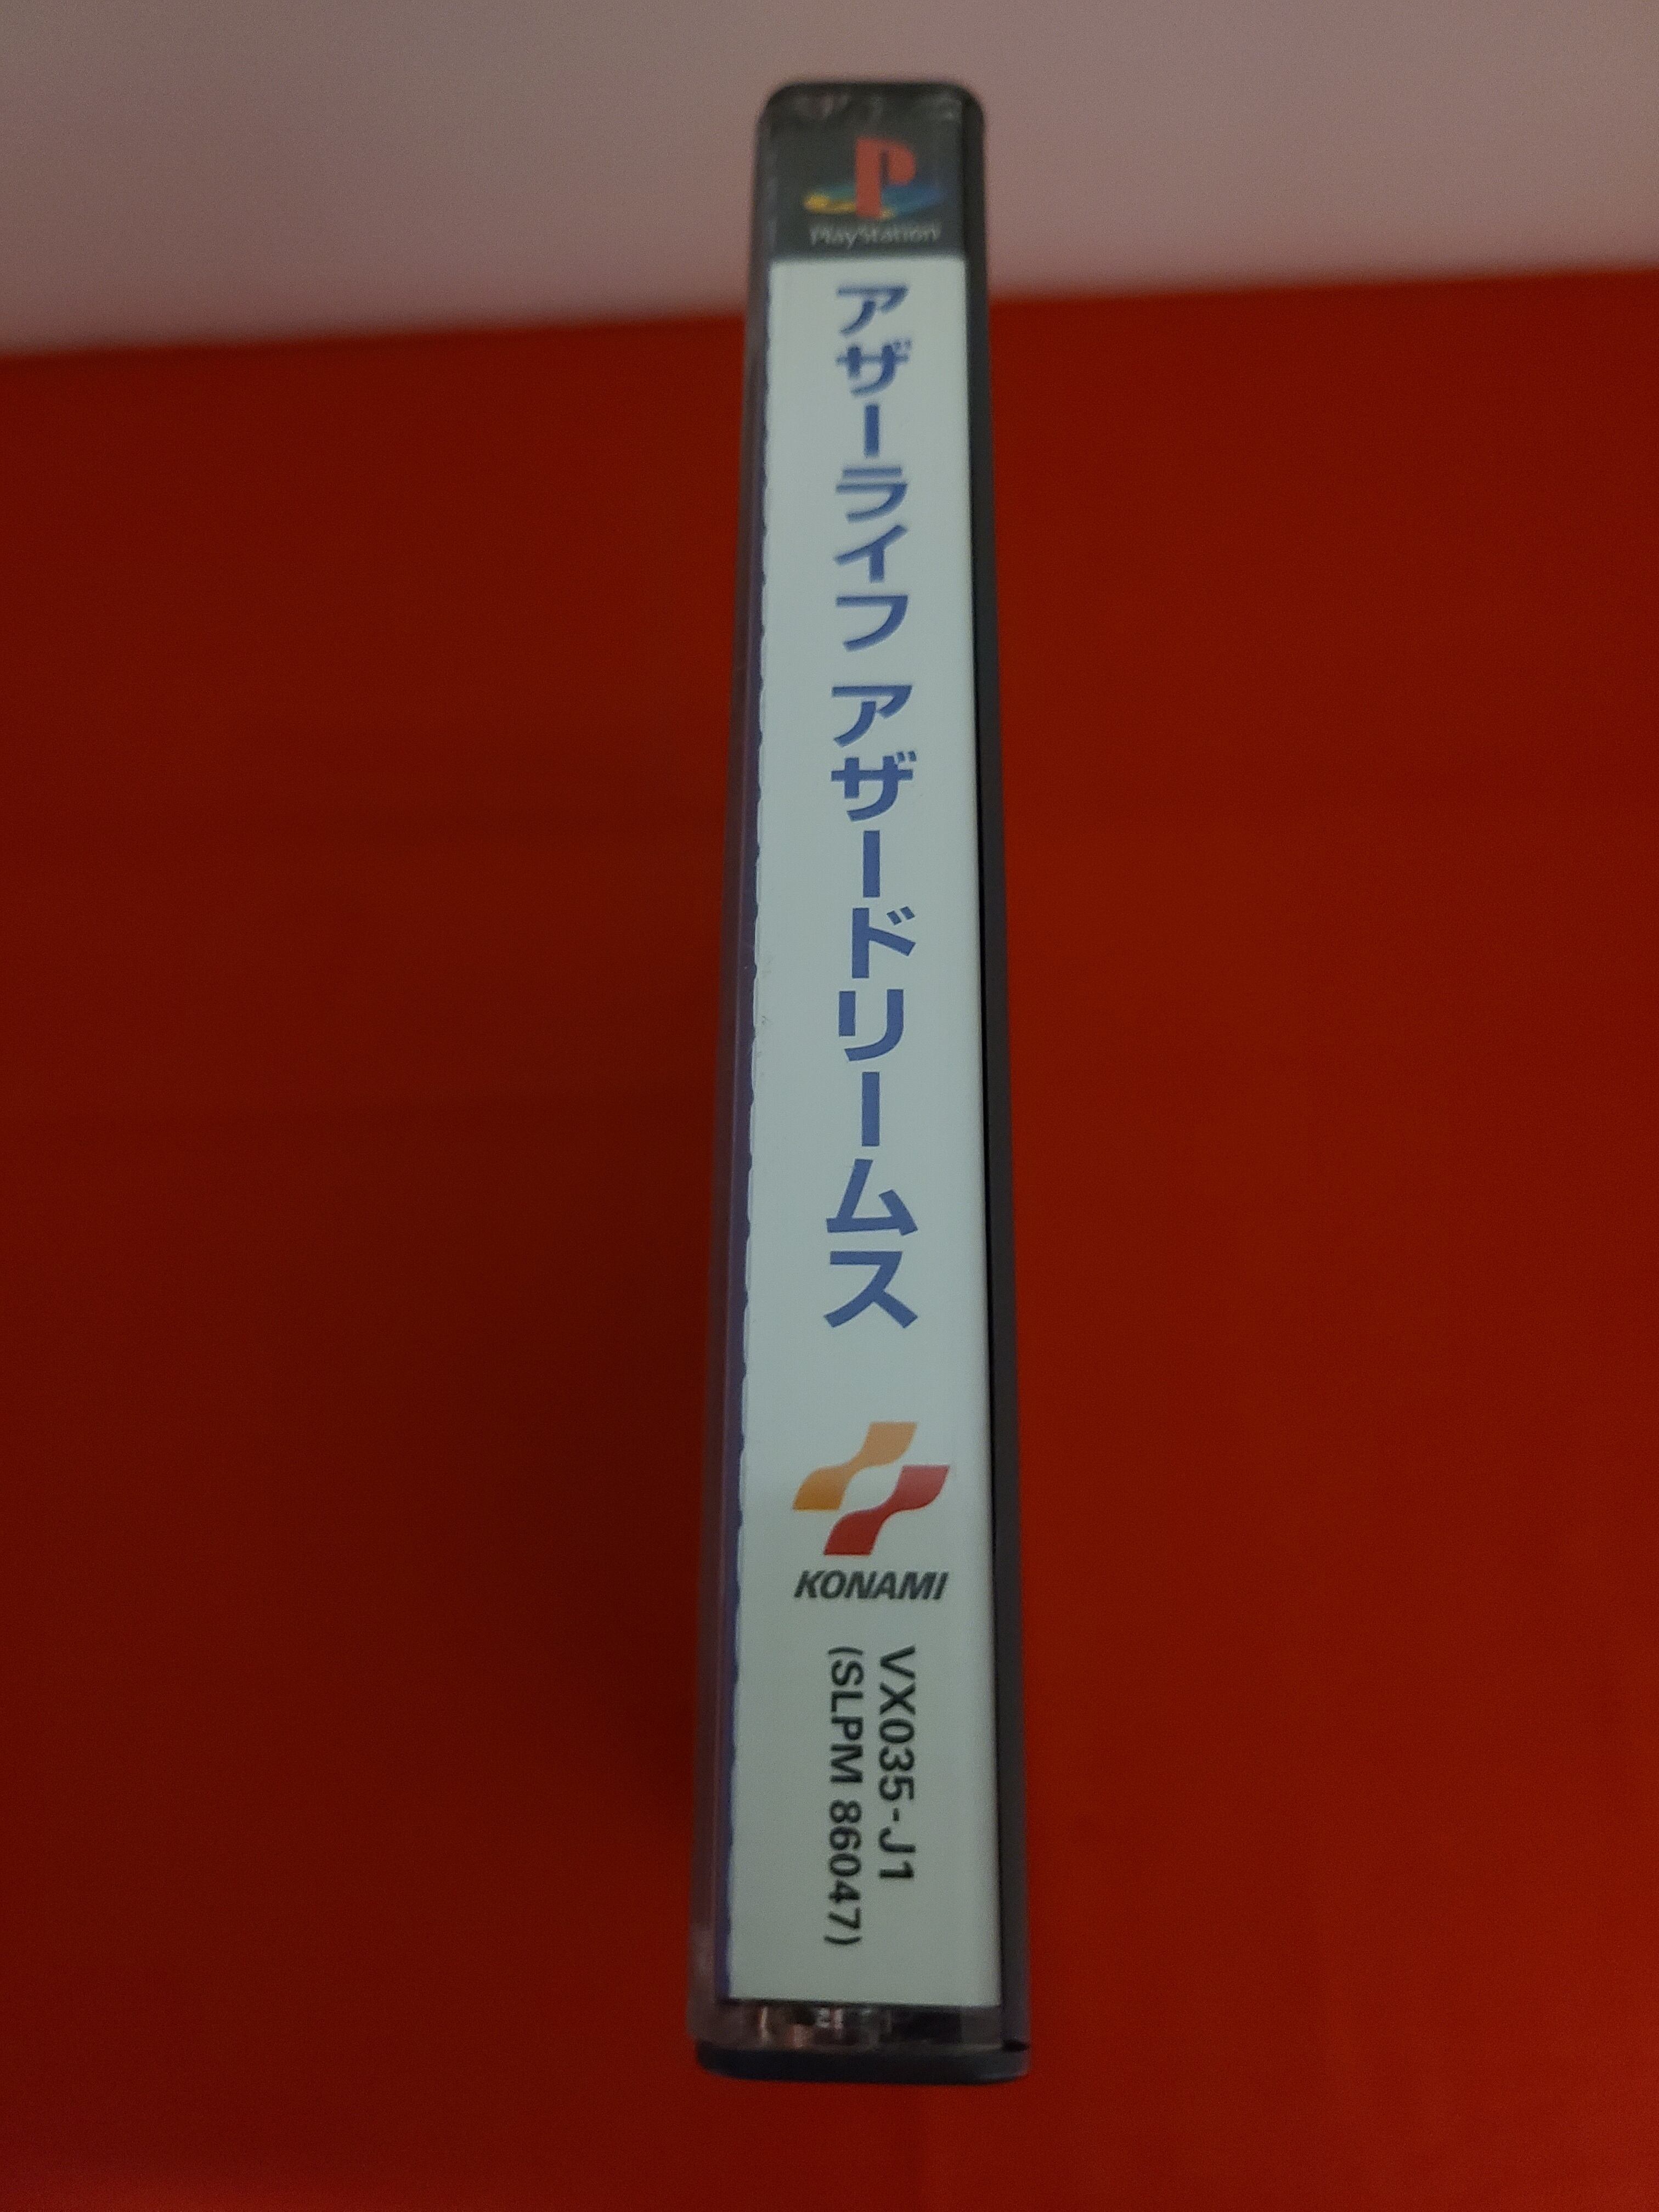 PlayStation
アザーライフ アザードリームス
KONAMI
VX035-J1
(SLPM 86047)